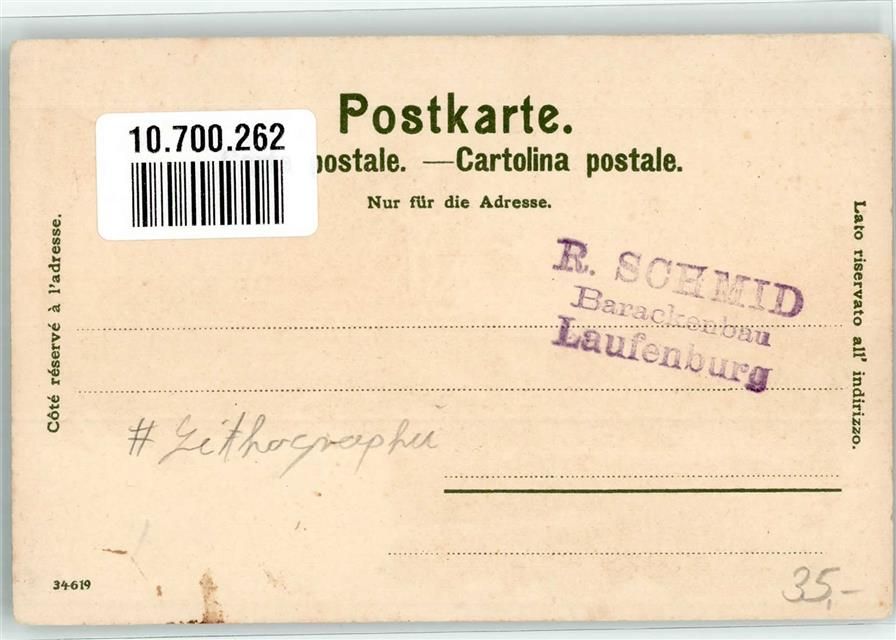 Postkarte.
10.700.262
postale. — Cartolina postale.
Nur für die Adresse.
Côté réservé à l'adresse.
Lato riservato all' indirizzo.
R. SCHMID
Barackenbau
Laufenburg
# Lithographie
34619
35,-